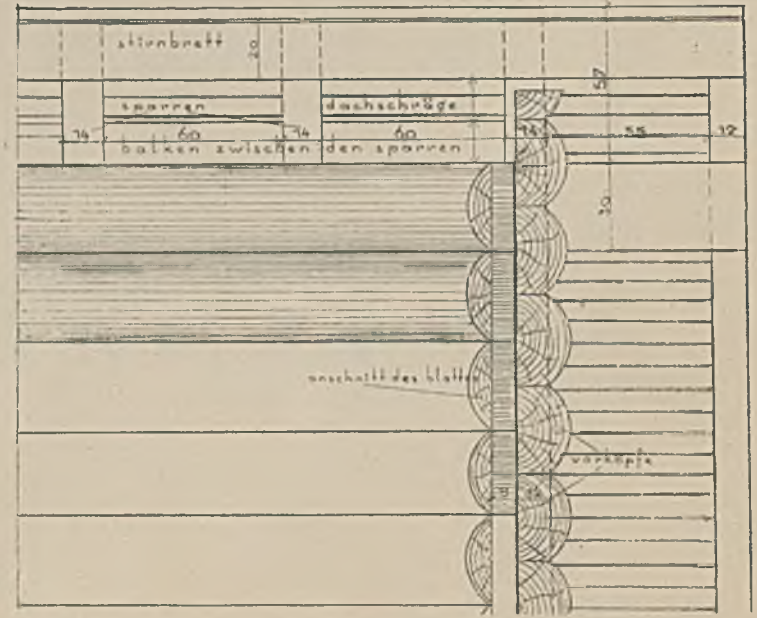 stirnbrett 20
sparren dachschräge 57
14 60 14 60 14 55 12
balken zwischen den sparren
anschnitt des blattes
vorköpfe